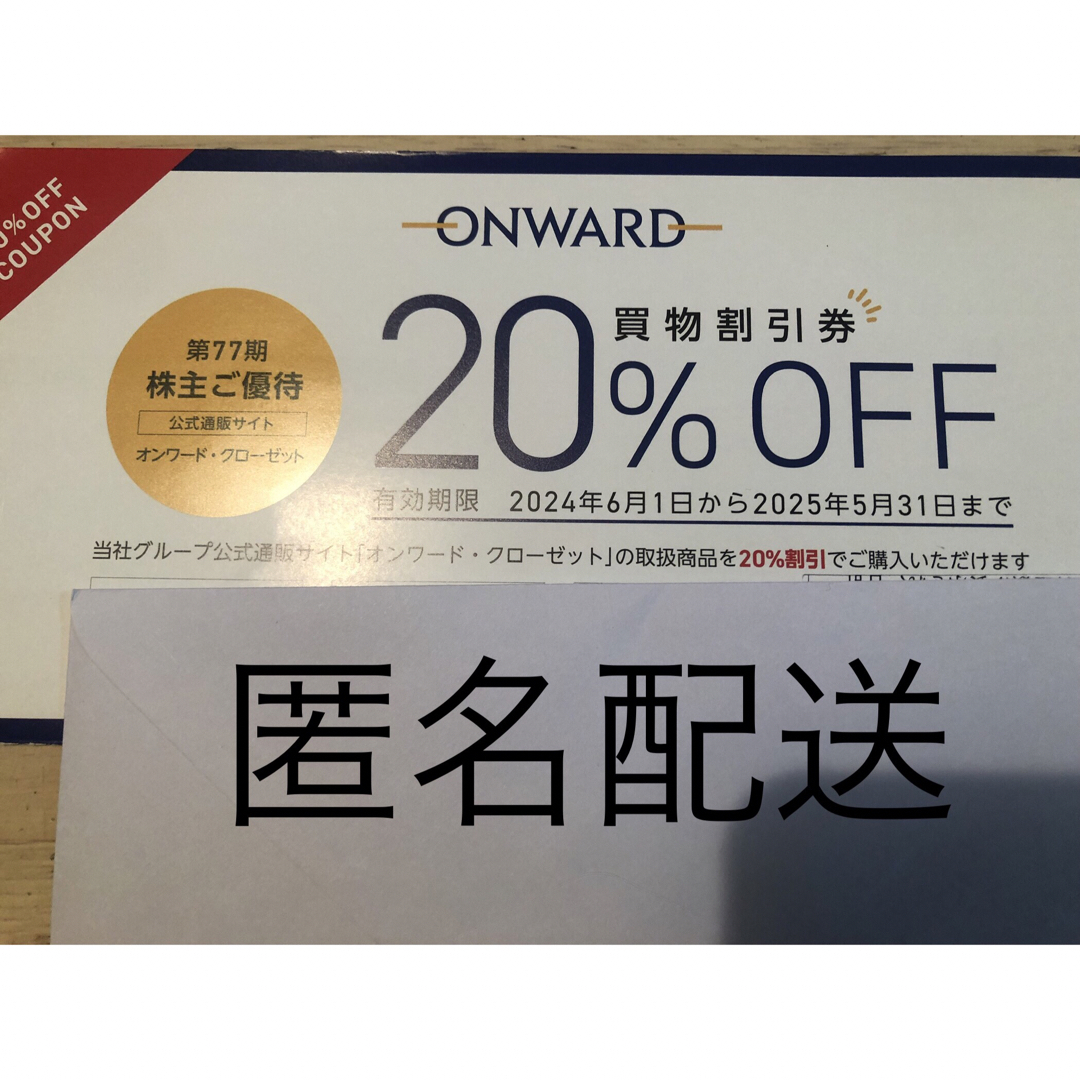 %OFF
COUPON
ONWARD
第77期
株主ご優待
公式通販サイト
オンワード・クローゼット
買物割引券
20% OFF
有効期限 2024年6月1日から2025年5月31日まで
当社グループ公式通販サイト「オンワード・クローゼット」の取扱商品を20%割引でご購入いただけます
匿名配送